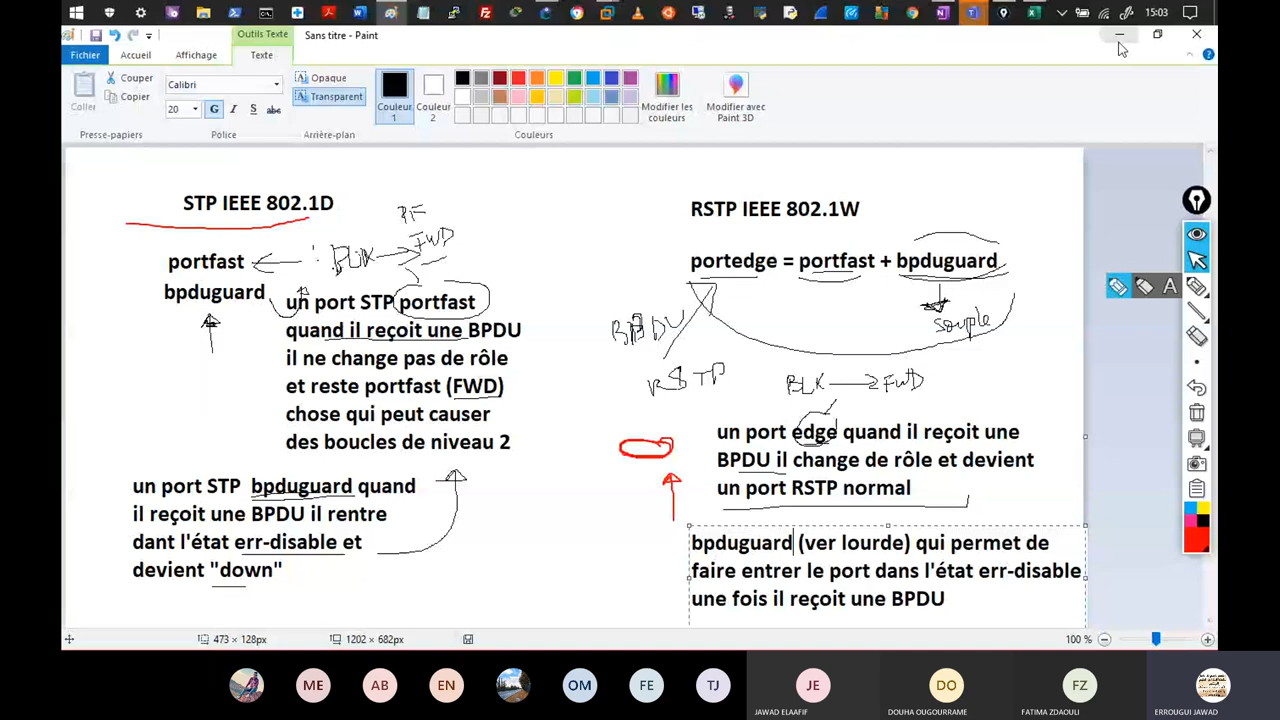 15:03
Outils Texte
Sans titre - Paint
Fichier
Accueil
Affichage
Texte
Coller
Couper
Copier
Presse-papiers
Calibri
20
G
I
S
abc
Police
Opaque
Transparent
Arrière-plan
Couleur 1
Couleur 2
Couleurs
Modifier les couleurs
Modifier avec Paint 3D
STP IEEE 802.1D
FWD
BLK
portfast
bpduguard
un port STP portfast
quand il reçoit une BPDU
il ne change pas de rôle
et reste portfast (FWD)
chose qui peut causer
des boucles de niveau 2
un port STP bpduguard quand
il reçoit une BPDU il rentre
dant l'état err-disable et
devient "down"
RSTP IEEE 802.1W
portedge = portfast + bpduguard
souple
BPDU
RSTP
BLK
FWD
un port edge quand il reçoit une
BPDU il change de rôle et devient
un port RSTP normal
bpduguard (ver lourde) qui permet de
faire entrer le port dans l'état err-disable
une fois il reçoit une BPDU
473 × 128px
1202 × 682px
100 %
ME
AB
EN
OM
FE
TJ
JE
JAWAD ELAAFIF
DO
DOUHA OUGOURRAME
FZ
FATIMA ZDAOULI
ERROUGUI JAWAD